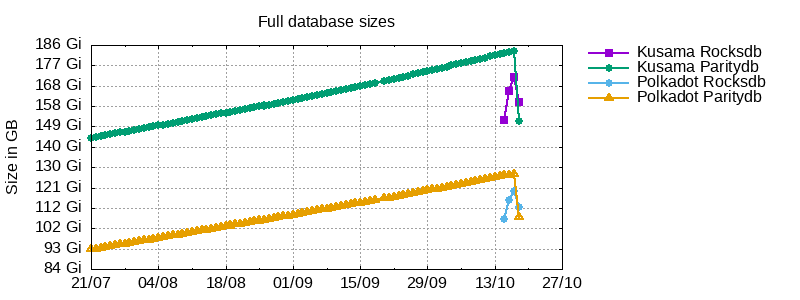 Full database sizes
Size in GB
186 Gi
177 Gi
168 Gi
158 Gi
149 Gi
140 Gi
130 Gi
121 Gi
112 Gi
102 Gi
93 Gi
84 Gi
21/07 04/08 18/08 01/09 15/09 29/09 13/10 27/10
Kusama Rocksdb
Kusama Paritydb
Polkadot Rocksdb
Polkadot Paritydb